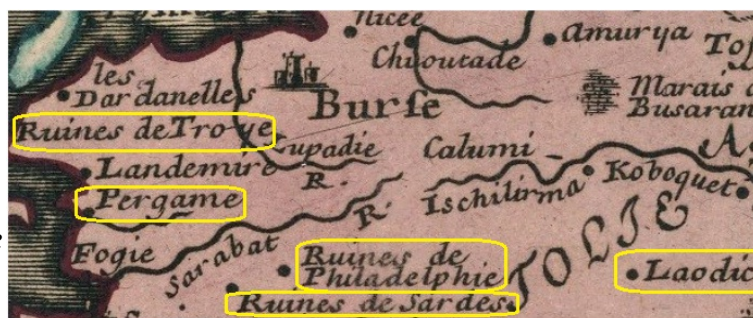 Nicee
Chioutade
Amurya
les
Dardanelles
Burse
Marais
Busaran
Ruines de Troye
Lupadie
R.
Calumi
Landemire
Pergame
R.
Ischilirma
Koboquet
Fogie
Sarabat
Ruines de
Philadelphie
TOLIE
Laodic
Ruines de Sardes